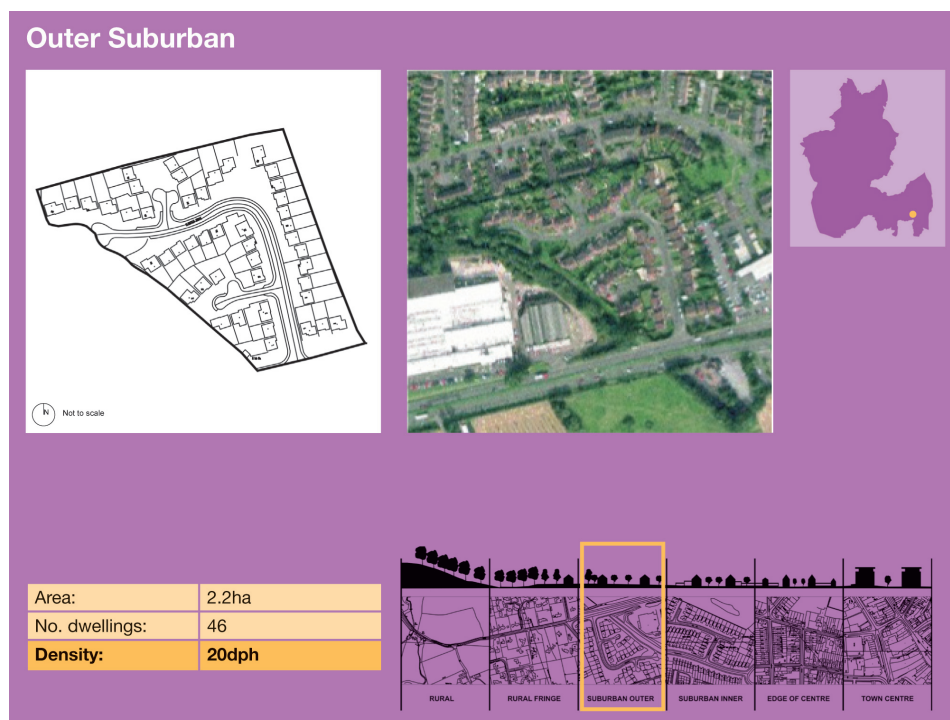 Outer Suburban
N
Not to scale
Area: 2.2ha
No. dwellings: 46
Density: 20dph
RURAL
RURAL FRINGE
SUBURBAN OUTER
SUBURBAN INNER
EDGE OF CENTRE
TOWN CENTRE